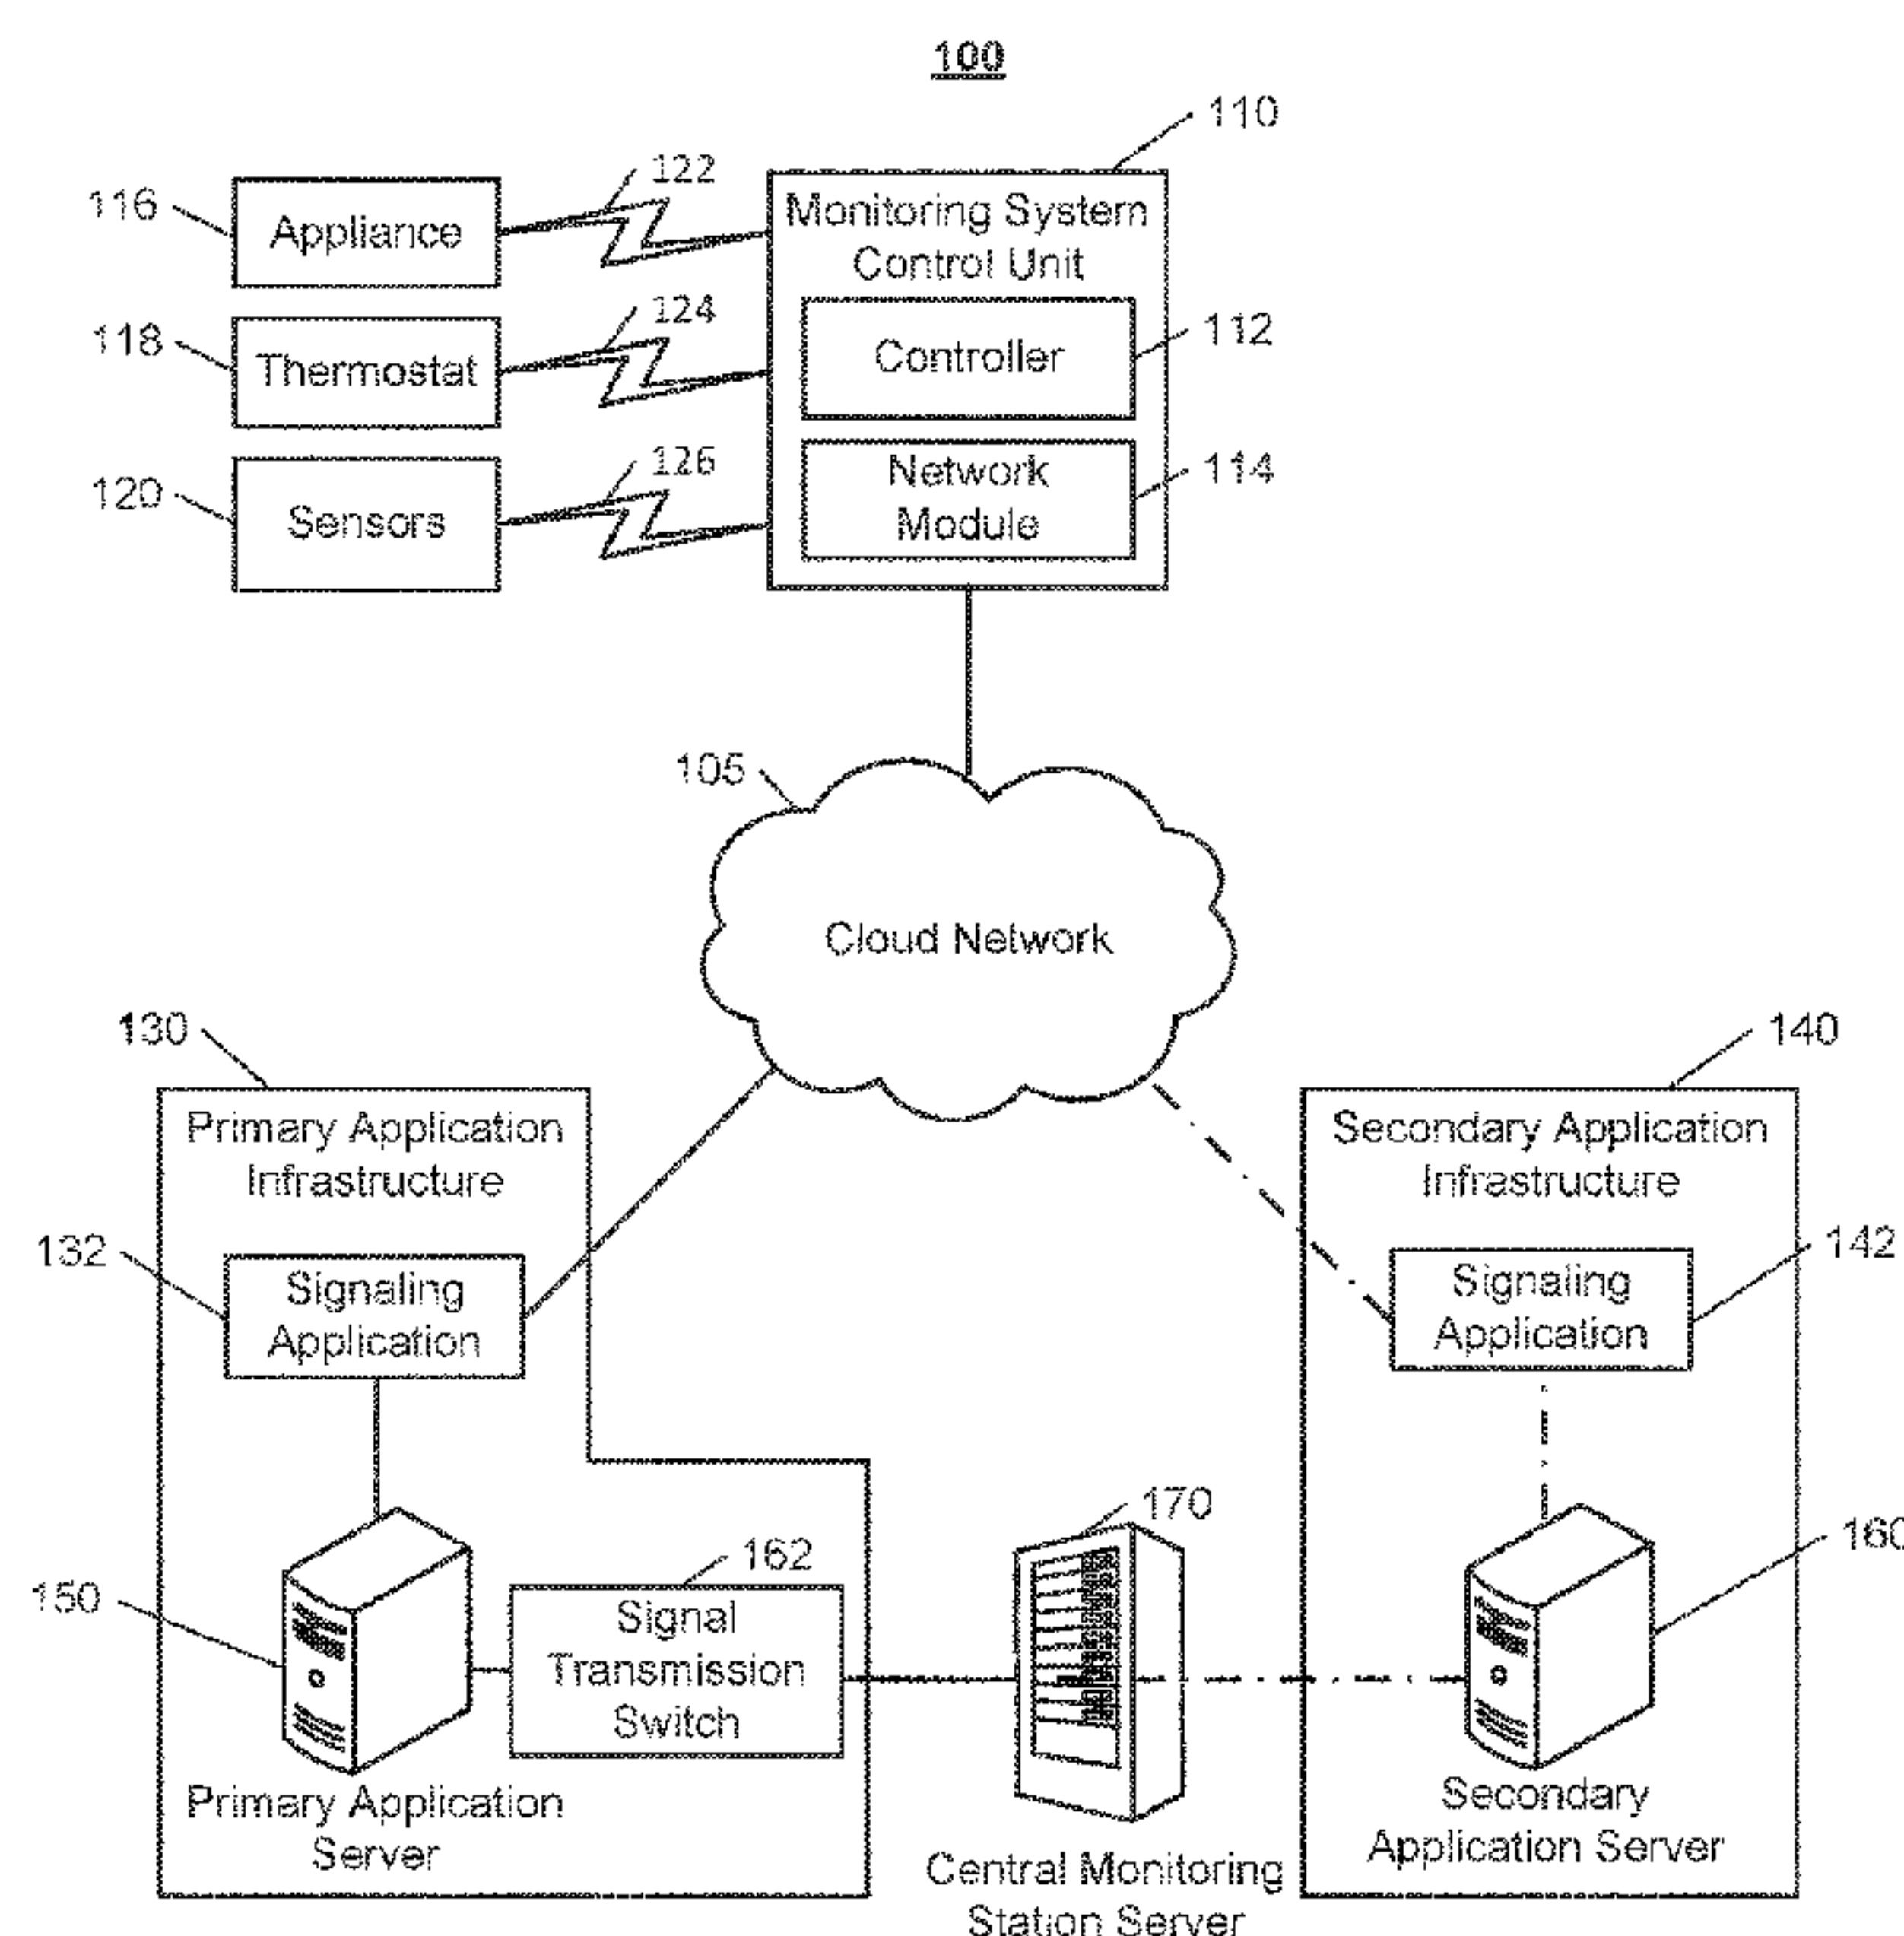 100
110
116
Appliance
122
Monitoring System
Control Unit
118
Thermostat
124
Controller
112
120
Sensors
126
Network
Module
114
105
Cloud Network
130
Primary Application
Infrastructure
132
Signaling
Application
140
Secondary Application
Infrastructure
142
Signaling
Application
150
162
Signal
Transmission
Switch
Primary Application
Server
170
Central Monitoring
Station Server
160
Secondary
Application Server